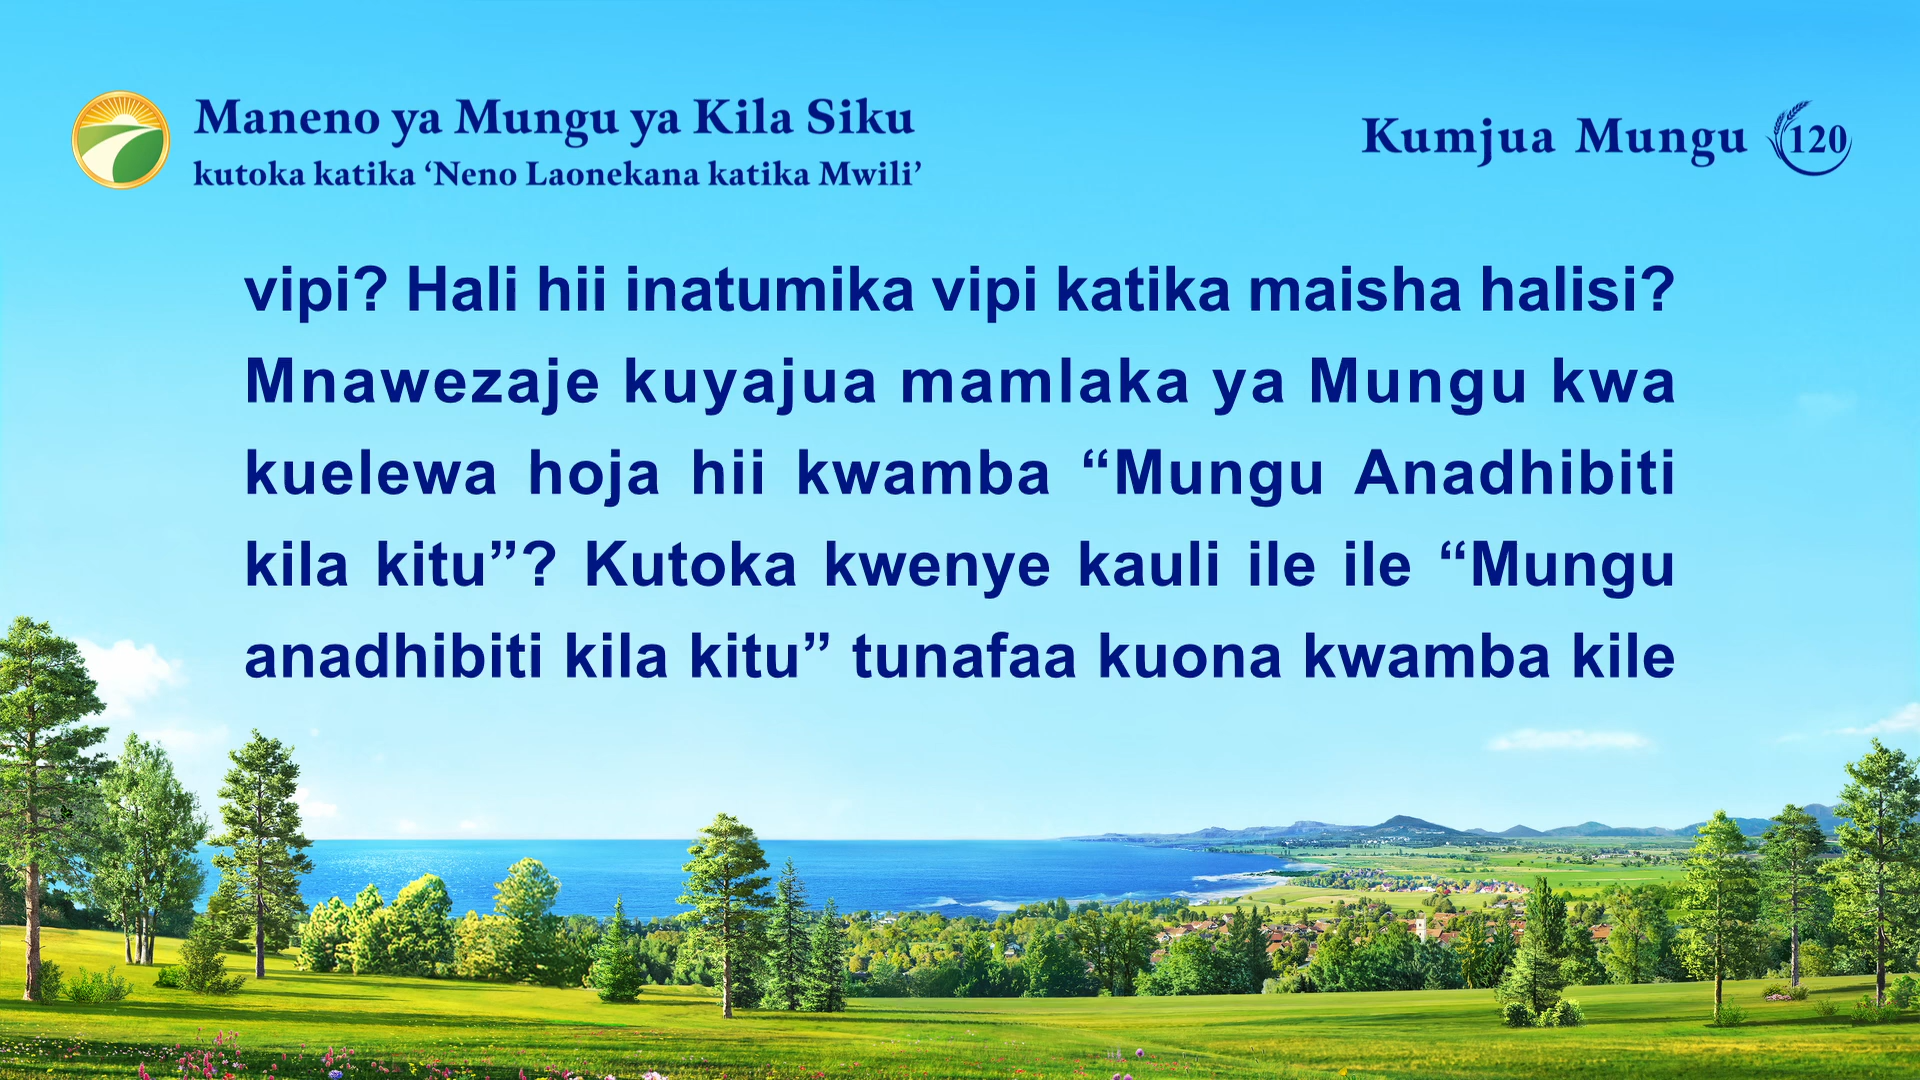 Maneno ya Mungu ya Kila Siku
kutoka katika ‘Neno Laonekana katika Mwili’
Kumjua Mungu 120
vipi? Hali hii inatumika vipi katika maisha halisi?
Mnawezaje kuyajua mamlaka ya Mungu kwa
kuelewa hoja hii kwamba “Mungu Anadhibiti
kila kitu”? Kutoka kwenye kauli ile ile “Mungu
anadhibiti kila kitu” tunafaa kuona kwamba kile